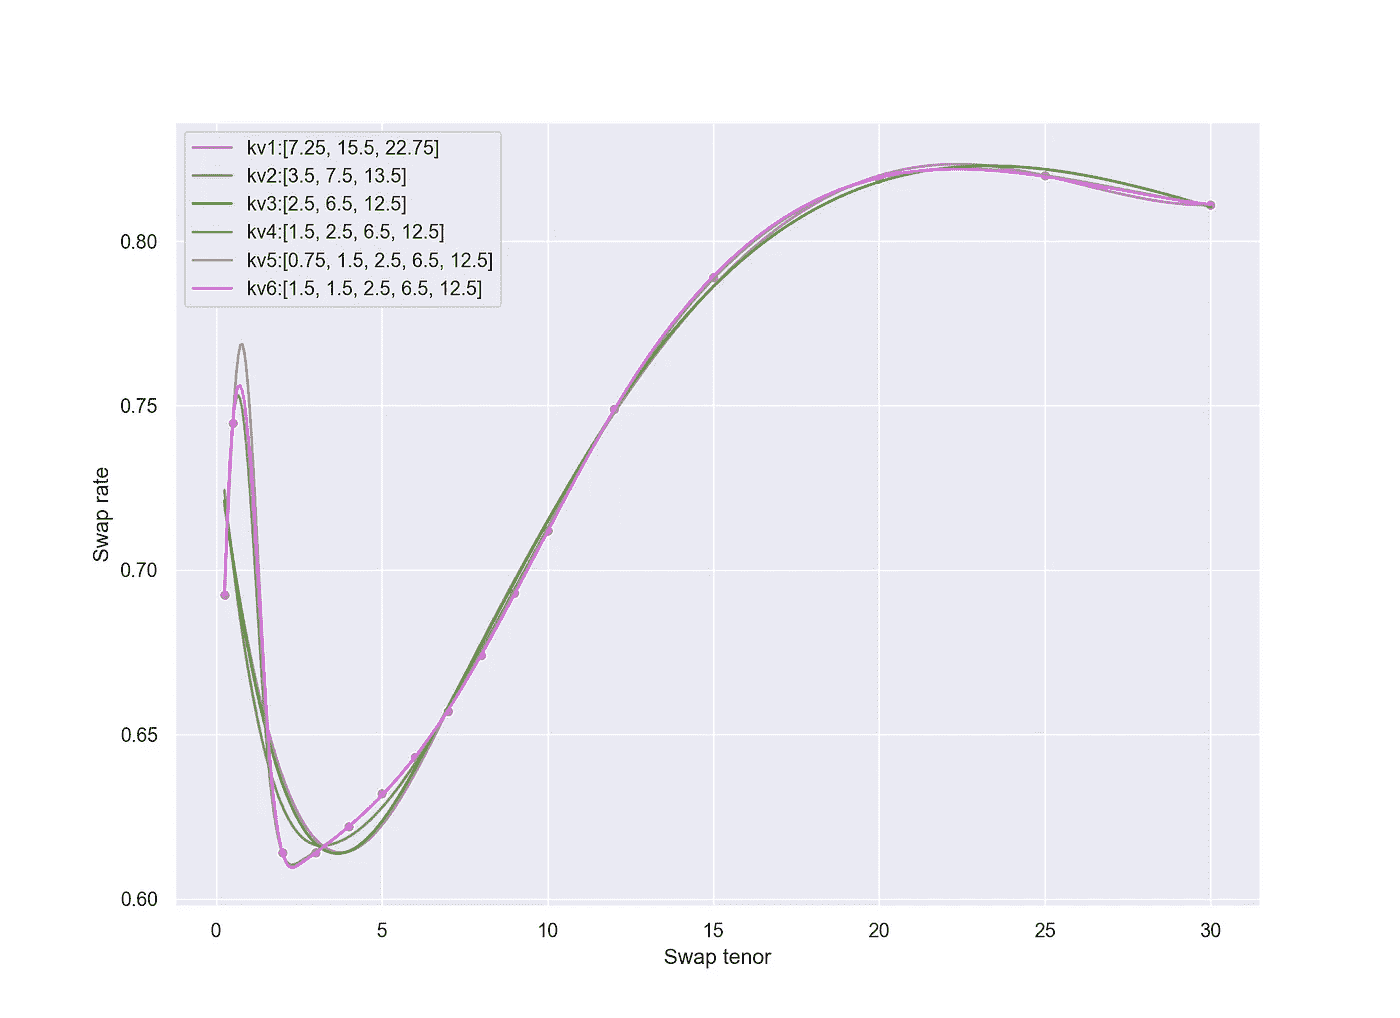 kv1:[7.25, 15.5, 22.75]
kv2:[3.5, 7.5, 13.5]
kv3:[2.5, 6.5, 12.5]
kv4:[1.5, 2.5, 6.5, 12.5]
kv5:[0.75, 1.5, 2.5, 6.5, 12.5]
kv6:[1.5, 1.5, 2.5, 6.5, 12.5]
0.80
0.75
0.70
0.65
0.60
Swap rate
0 5 10 15 20 25 30
Swap tenor